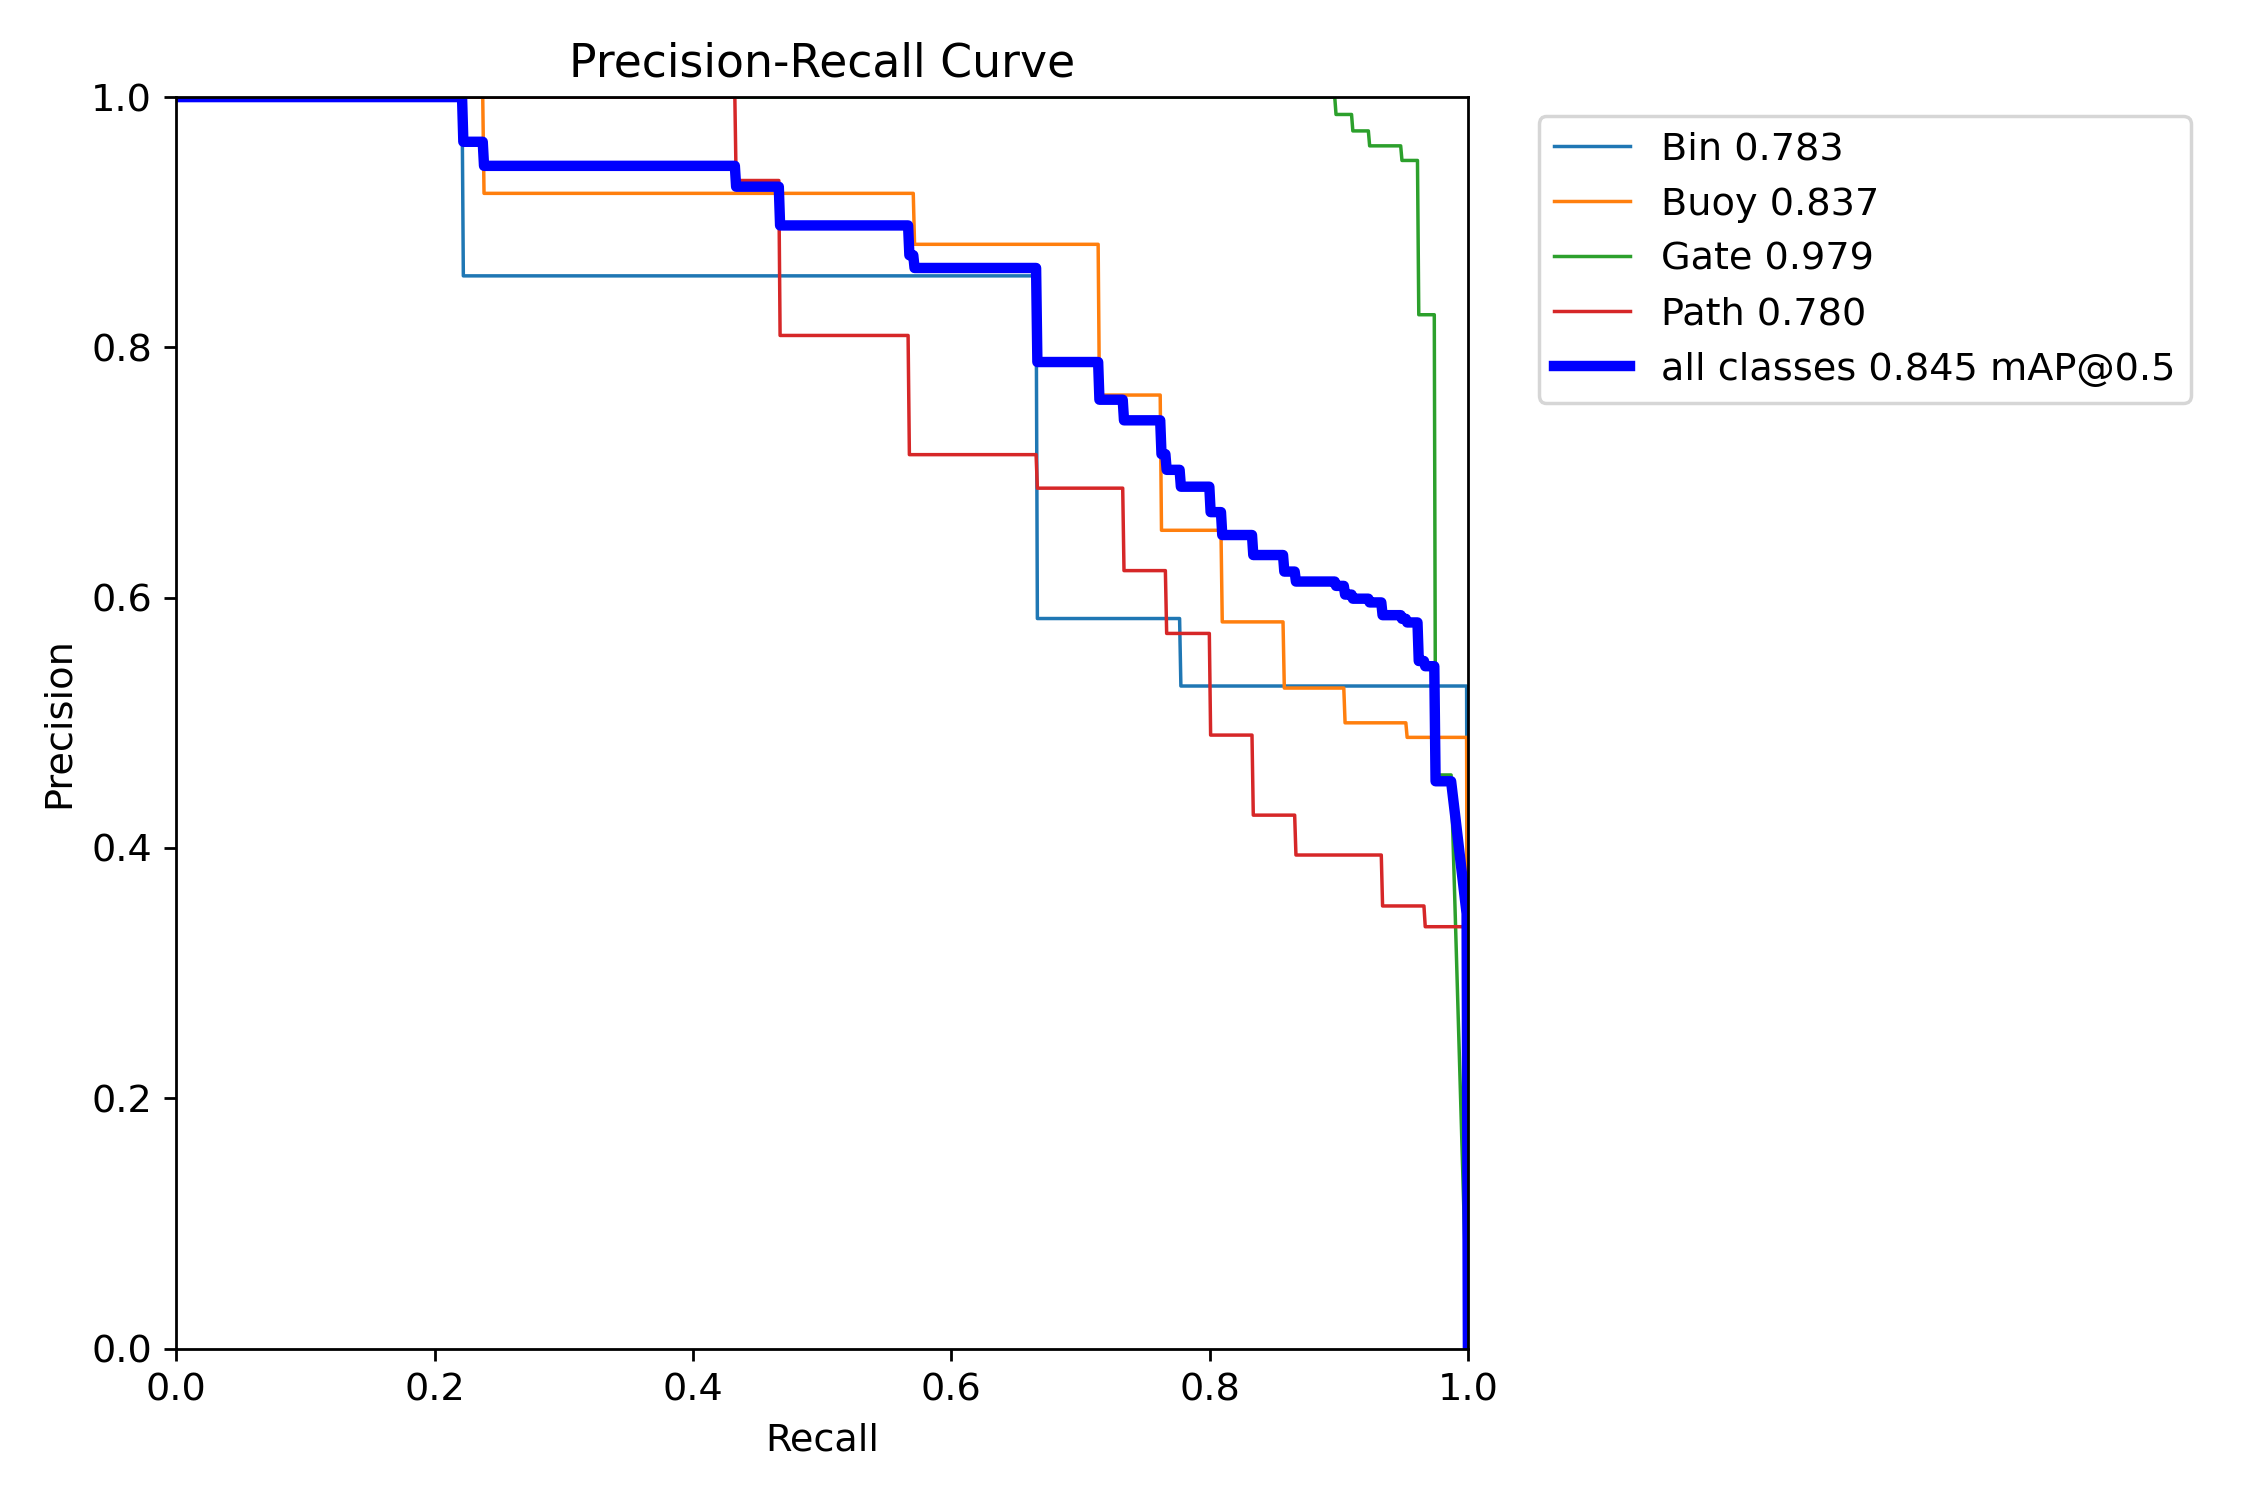 Precision-Recall Curve
1.0
0.8
0.6
0.4
0.2
0.0
Precision
0.0 0.2 0.4 0.6 0.8 1.0
Recall
Bin 0.783
Buoy 0.837
Gate 0.979
Path 0.780
all classes 0.845 mAP@0.5